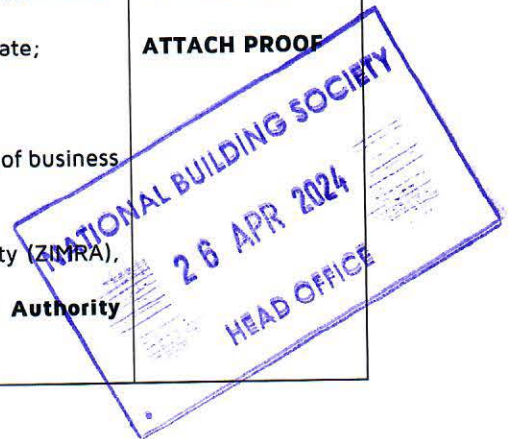 ate;
ATTACH PROOF
of business
ty (ZIMRA),
Authority
NATIONAL BUILDING SOCIETY
26 APR 2024
HEAD OFFICE